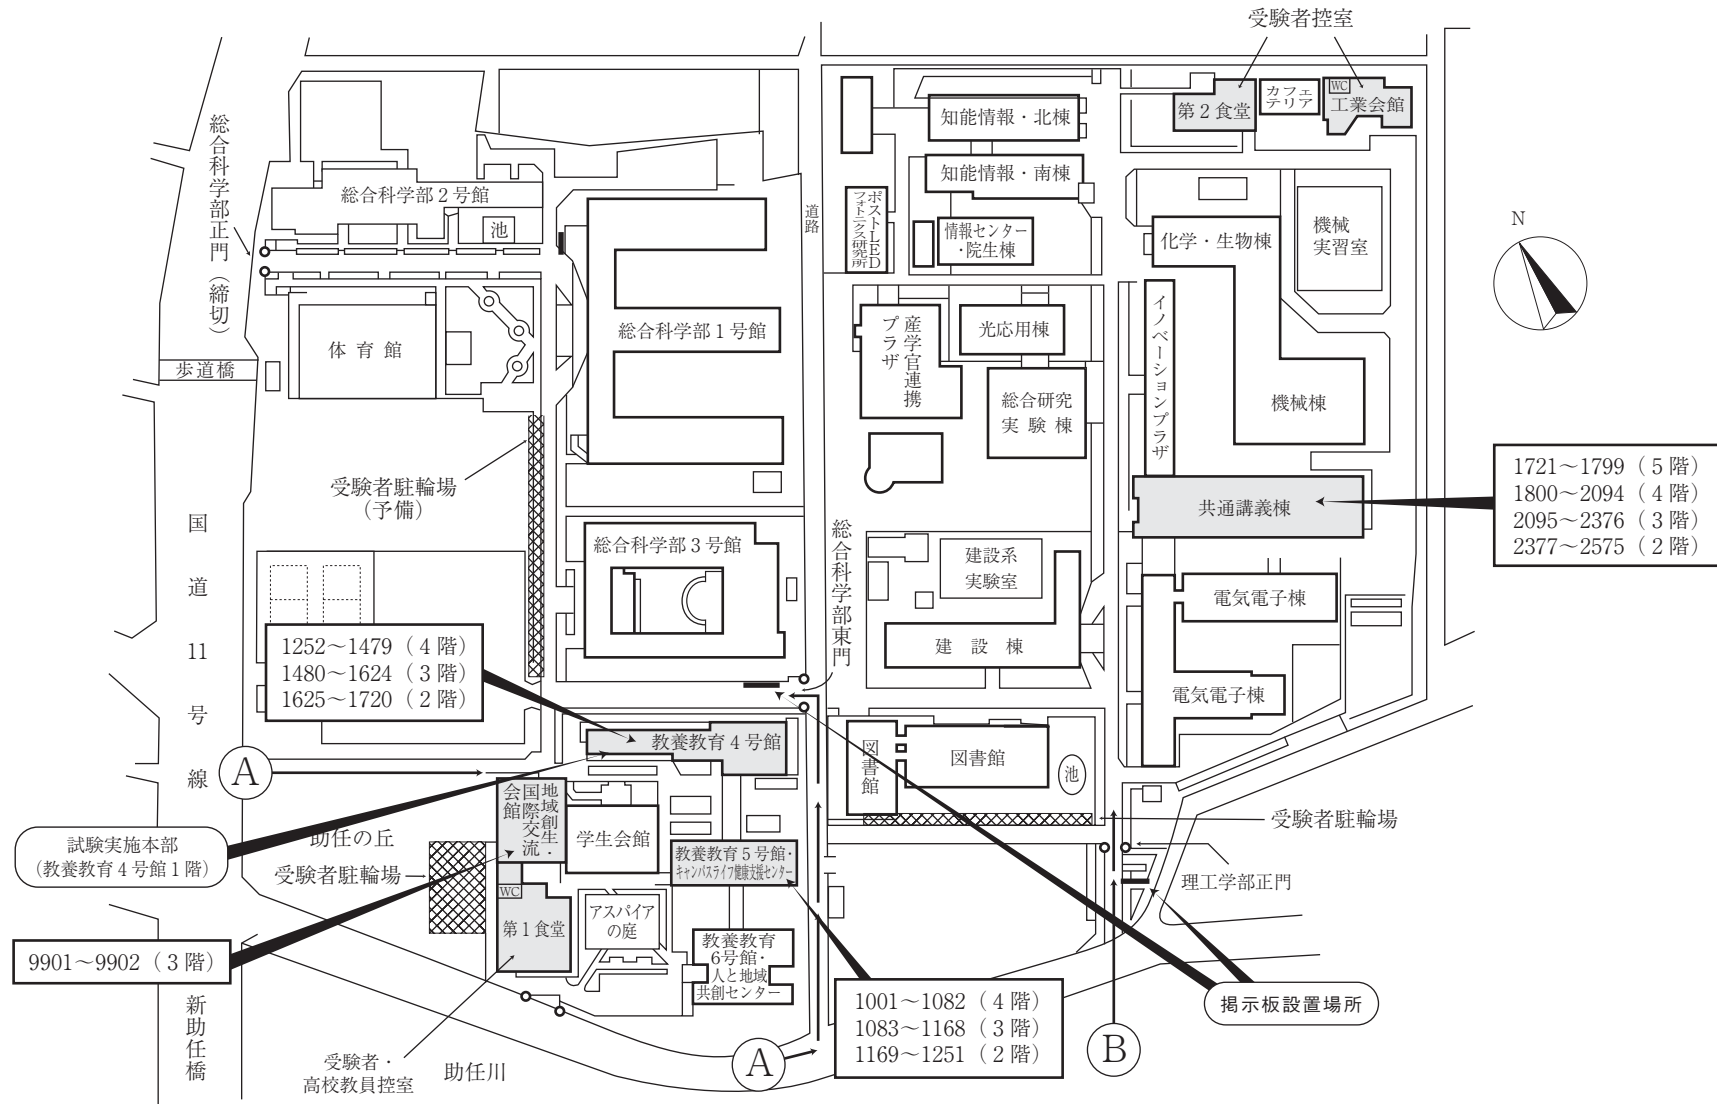 受験者控室
WC
第2食堂
カフェ
テリア
工業会館
知能情報・北棟
知能情報・南棟
総合科学部正門(締切)
総合科学部2号館
池
道路
ポストLED
フォトニクス研究所
情報センター
・院生棟
化学・生物棟
機械
実習室
N
総合科学部1号館
体育館
歩道橋
産学官連携
プラザ
光応用棟
総合研究
実験棟
イノベーションプラザ
機械棟
受験者駐輪場
(予備)
1721~1799(5階)
1800~2094(4階)
2095~2376(3階)
2377~2575(2階)
共通講義棟
国道11号線
総合科学部3号館
総合科学部東門
建設系
実験室
建設棟
電気電子棟
電気電子棟
1252~1479(4階)
1480~1624(3階)
1625~1720(2階)
教養教育4号館
図書館
図書館
池
A
地域創生・
国際交流
会館
学生会館
試験実施本部
(教養教育4号館1階)
助任の丘
受験者駐輪場
教養教育5号館・
キャンパスライフ健康支援センター
受験者駐輪場
理工学部正門
WC
第1食堂
アスパイア
の庭
教養教育
6号館・
人と地域
共創センター
9901~9902(3階)
1001~1082(4階)
1083~1168(3階)
1169~1251(2階)
掲示板設置場所
新助任橋
受験者・
高校教員控室
助任川
A
B